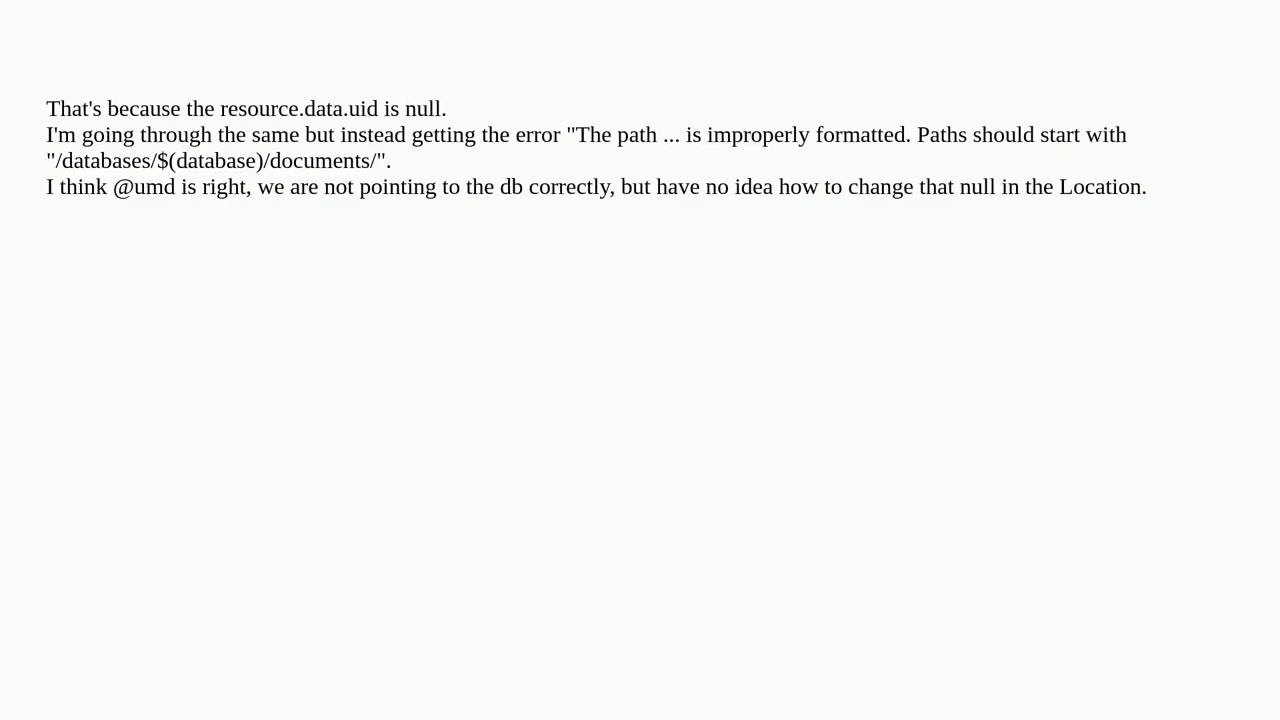 That's because the resource.data.uid is null.
I'm going through the same but instead getting the error "The path ... is improperly formatted. Paths should start with
"/databases/$(database)/documents/".
I think @umd is right, we are not pointing to the db correctly, but have no idea how to change that null in the Location.